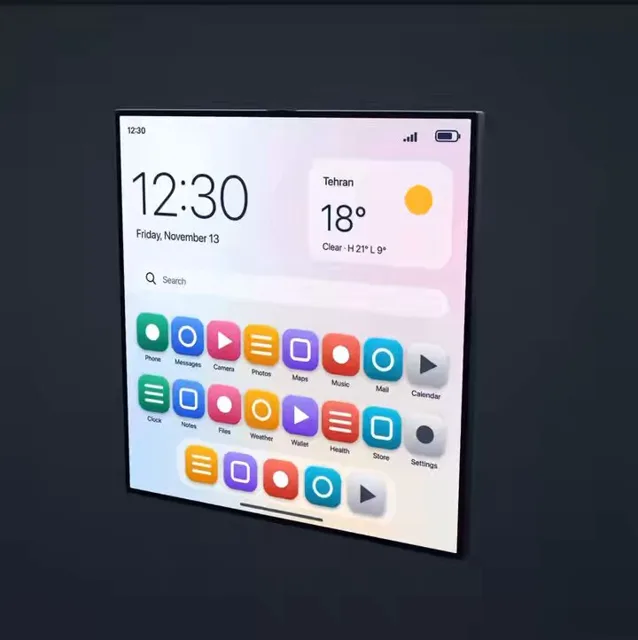 12:30
12:30
Friday, November 13
Tehran
18°
Clear · H 21° L 9°
Search
Phone Messages Camera Photos Maps Music Mail Calendar
Clock Notes Files Weather Wallet Health Store Settings